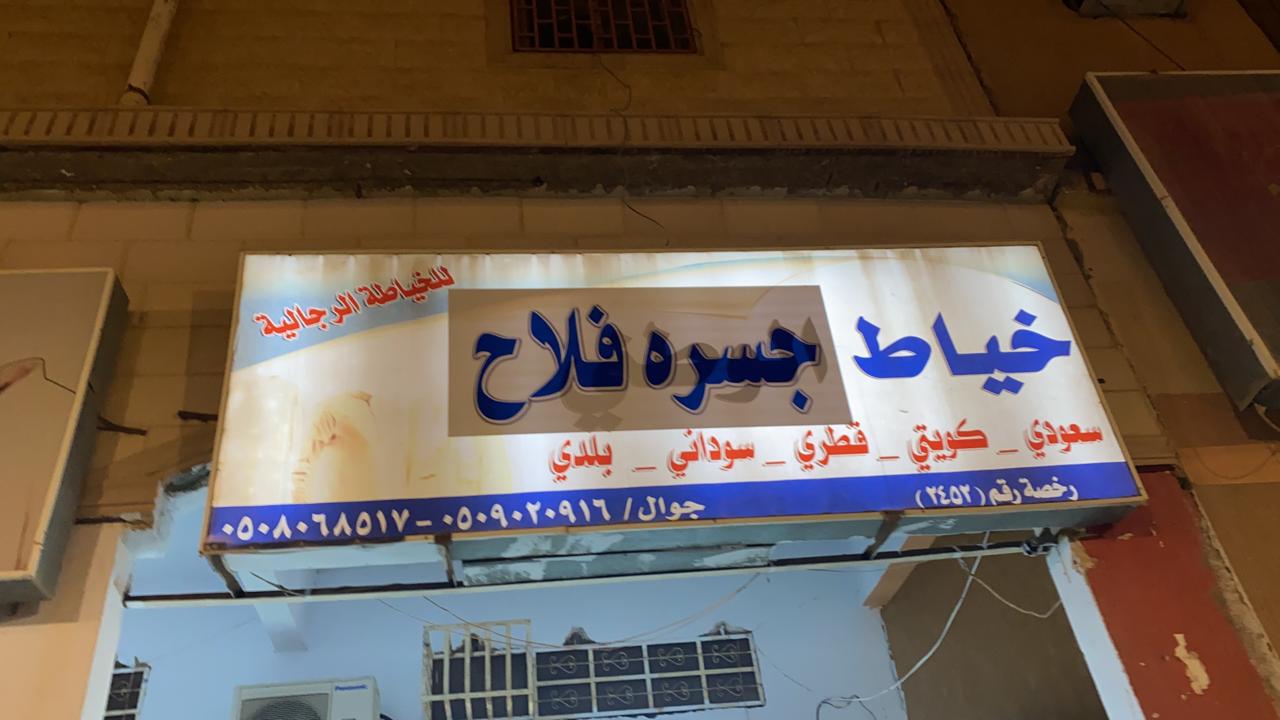 للخياطة الرجالية
خياط جسره فلاح
سعودي _ كويتي _ قطري _ سوداني _ بلدي
رخصة رقم (٢٤٥٢)
جوال / ٠٥٠٩٠٢٠٩١٦ - ٠٥٠٨٠٦٨٥١٧
Panasonic